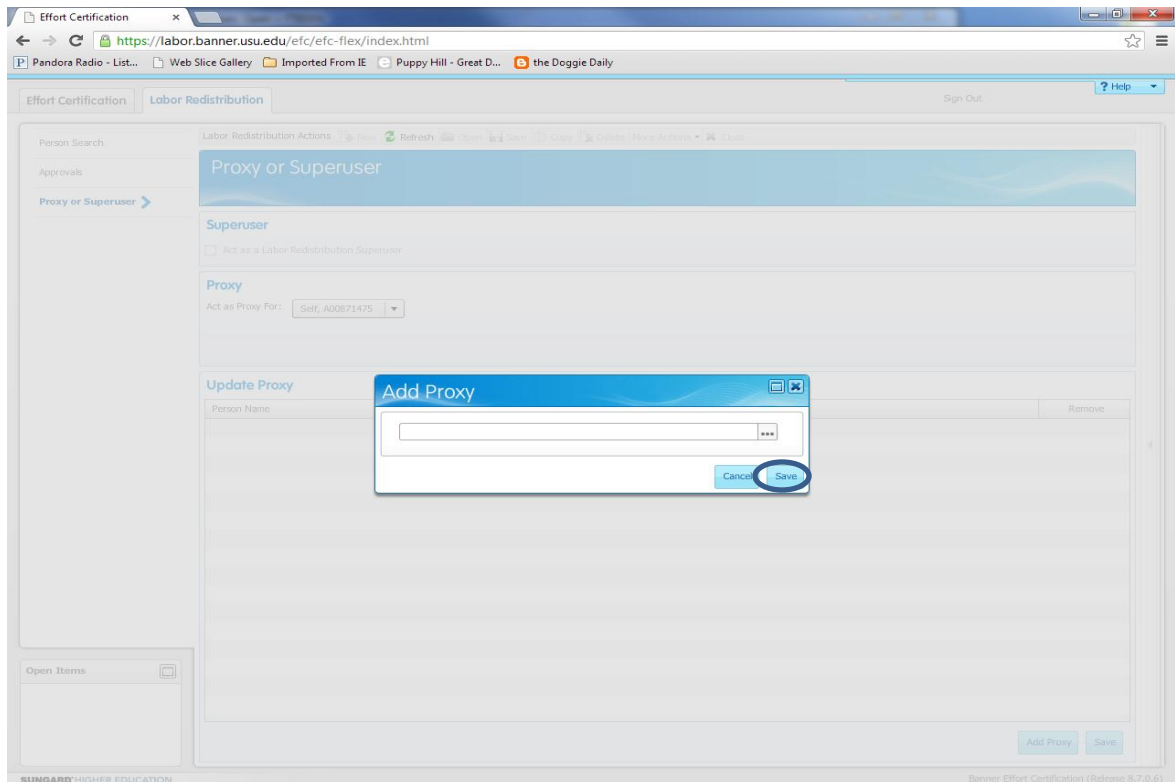 Effort Certification
https://labor.banner.usu.edu/efc/efc-flex/index.html
Pandora Radio - List... Web Slice Gallery Imported From IE Puppy Hill - Great D... the Doggie Daily
? Help
Effort Certification Labor Redistribution Sign Out
Person Search
Approvals
Proxy or Superuser
Labor Redistribution Actions New Refresh Open Save Copy Delete More Actions Close
Proxy or Superuser
Superuser
Act as a Labor Redistribution Superuser
Proxy
Act as Proxy For: Self, A00871475
Update Proxy
Person Name Remove
Add Proxy
...
Cancel Save
Open Items
Add Proxy Save
SUNGARD HIGHER EDUCATION Banner Effort Certification (Release 8.7.0.6)